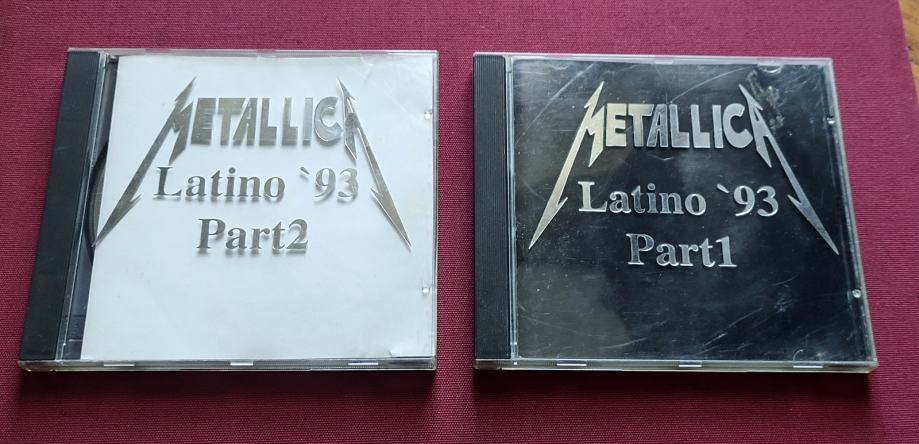 METALLICA
Latino `93
Part2
METALLICA
Latino `93
Part1